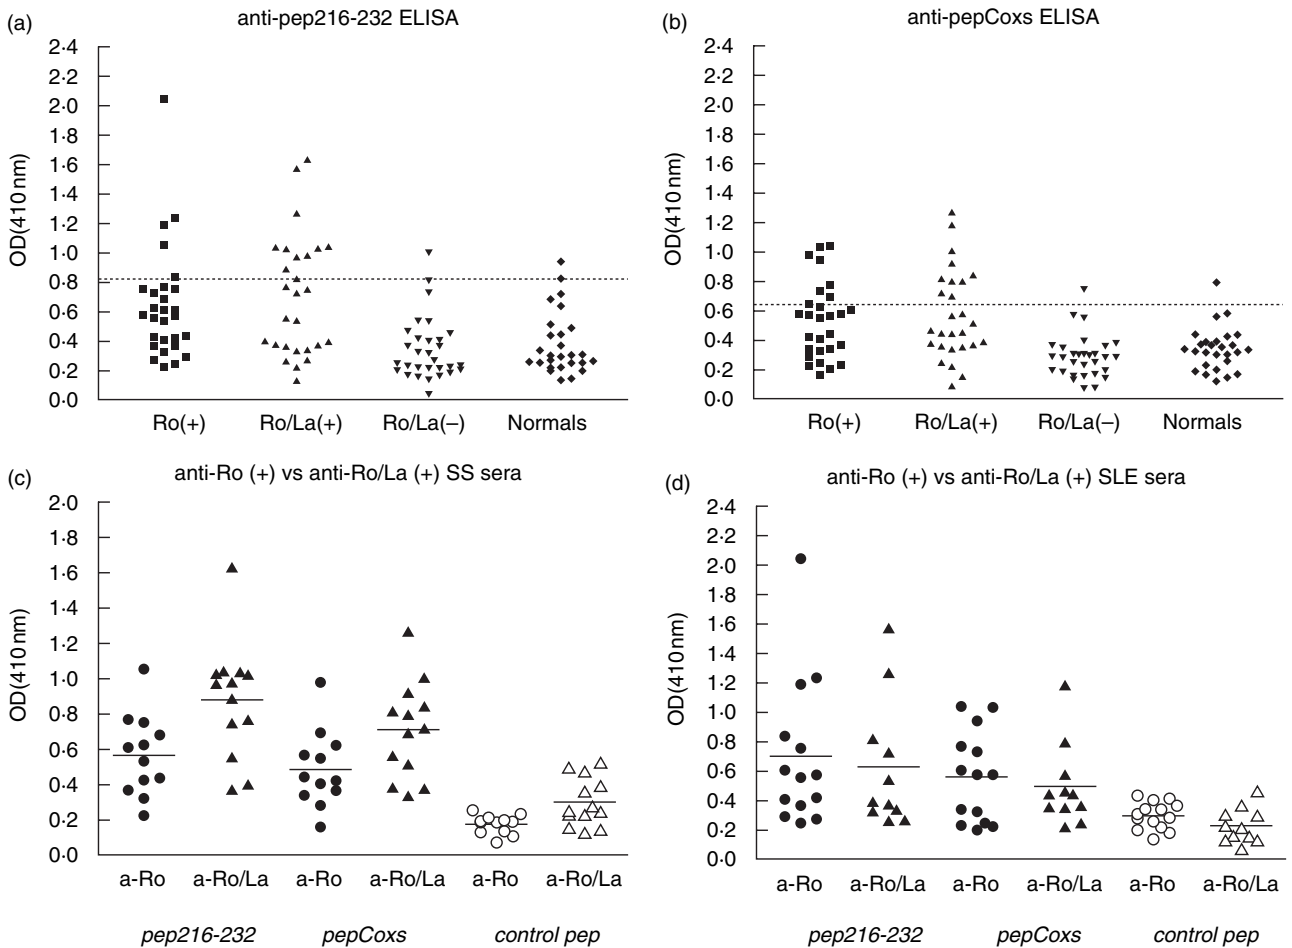 (a)
anti-pep216-232 ELISA
OD(410 nm)
2·4
2·2
2·0
1·8
1·6
1·4
1·2
1·0
0·8
0·6
0·4
0·2
0·0
Ro(+) Ro/La(+) Ro/La(–) Normals
(b)
anti-pepCoxs ELISA
OD(410 nm)
2·4
2·2
2·0
1·8
1·6
1·4
1·2
1·0
0·8
0·6
0·4
0·2
0·0
Ro(+) Ro/La(+) Ro/La(–) Normals
(c)
anti-Ro (+) vs anti-Ro/La (+) SS sera
OD(410 nm)
2·0
1·8
1·6
1·4
1·2
1·0
0·8
0·6
0·4
0·2
0·0
a-Ro a-Ro/La a-Ro a-Ro/La a-Ro a-Ro/La
pep216-232 pepCoxs control pep
(d)
anti-Ro (+) vs anti-Ro/La (+) SLE sera
OD(410 nm)
2·4
2·2
2·0
1·8
1·6
1·4
1·2
1·0
0·8
0·6
0·4
0·2
0·0
a-Ro a-Ro/La a-Ro a-Ro/La a-Ro a-Ro/La
pep216-232 pepCoxs control pep